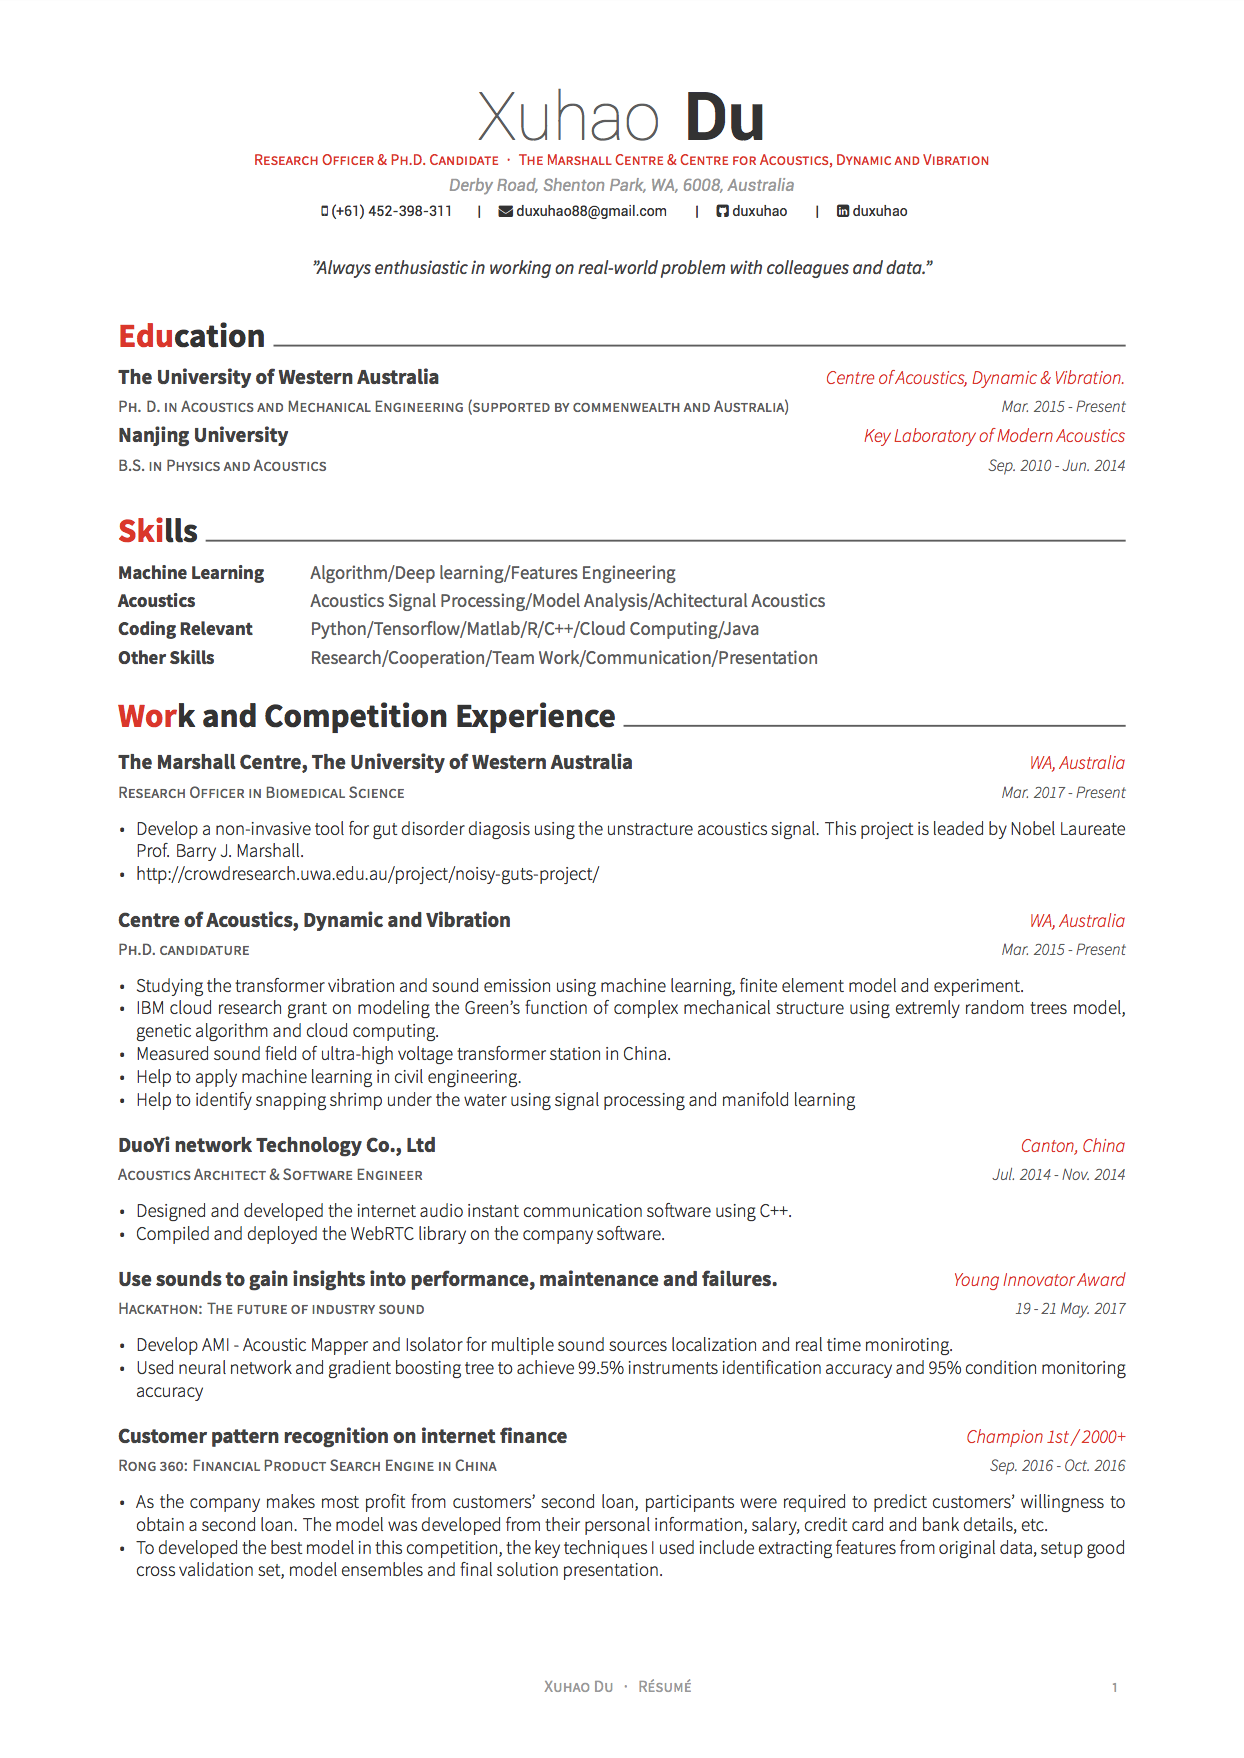 Xuhao Du
Research Officer & Ph.D. Candidate · The Marshall Centre & Centre for Acoustics, Dynamic and Vibration
Derby Road, Shenton Park, WA, 6008, Australia
(+61) 452-398-311 | duxuhao88@gmail.com | duxuhao | duxuhao
”Always enthusiastic in working on real-world problem with colleagues and data.”
Education
The University of Western Australia Centre of Acoustics, Dynamic & Vibration.
Ph. D. in Acoustics and Mechanical Engineering (supported by commenwealth and Australia) Mar. 2015 - Present
Nanjing University Key Laboratory of Modern Acoustics
B.S. in Physics and Acoustics Sep. 2010 - Jun. 2014
Skills
Machine Learning Algorithm/Deep learning/Features Engineering
Acoustics Acoustics Signal Processing/Model Analysis/Achitectural Acoustics
Coding Relevant Python/Tensorflow/Matlab/R/C++/Cloud Computing/Java
Other Skills Research/Cooperation/Team Work/Communication/Presentation
Work and Competition Experience
The Marshall Centre, The University of Western Australia WA, Australia
Research Officer in Biomedical Science Mar. 2017 - Present
• Develop a non-invasive tool for gut disorder diagosis using the unstracture acoustics signal. This project is leaded by Nobel Laureate
Prof. Barry J. Marshall.
• http://crowdresearch.uwa.edu.au/project/noisy-guts-project/
Centre of Acoustics, Dynamic and Vibration WA, Australia
Ph.D. candidature Mar. 2015 - Present
• Studying the transformer vibration and sound emission using machine learning, finite element model and experiment.
• IBM cloud research grant on modeling the Green’s function of complex mechanical structure using extremly random trees model,
genetic algorithm and cloud computing.
• Measured sound field of ultra-high voltage transformer station in China.
• Help to apply machine learning in civil engineering.
• Help to identify snapping shrimp under the water using signal processing and manifold learning
DuoYi network Technology Co., Ltd Canton, China
Acoustics Architect & Software Engineer Jul. 2014 - Nov. 2014
• Designed and developed the internet audio instant communication software using C++.
• Compiled and deployed the WebRTC library on the company software.
Use sounds to gain insights into performance, maintenance and failures. Young Innovator Award
Hackathon: The future of industry sound 19 - 21 May. 2017
• Develop AMI - Acoustic Mapper and Isolator for multiple sound sources localization and real time moniroting.
• Used neural network and gradient boosting tree to achieve 99.5% instruments identification accuracy and 95% condition monitoring
accuracy
Customer pattern recognition on internet finance Champion 1st / 2000+
Rong 360: Financial Product Search Engine in China Sep. 2016 - Oct. 2016
• As the company makes most profit from customers’ second loan, participants were required to predict customers’ willingness to
obtain a second loan. The model was developed from their personal information, salary, credit card and bank details, etc.
• To developed the best model in this competition, the key techniques I used include extracting features from original data, setup good
cross validation set, model ensembles and final solution presentation.
Xuhao Du · Résumé 1